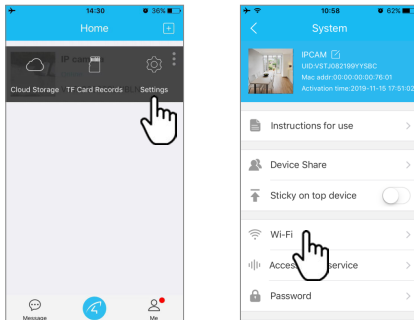 14:30
36%
Home
IP cam
Cloud Storage
TF Card Records
Settings
Message
Me
10:58
62%
System
IPCAM
UID-VSTJ082199YYSBC
Mac addr:00:00:00:00:76:01
Activation time:2019-11-15 17:51:02
Instructions for use
Device Share
Sticky on top device
Wi-Fi
service
Password